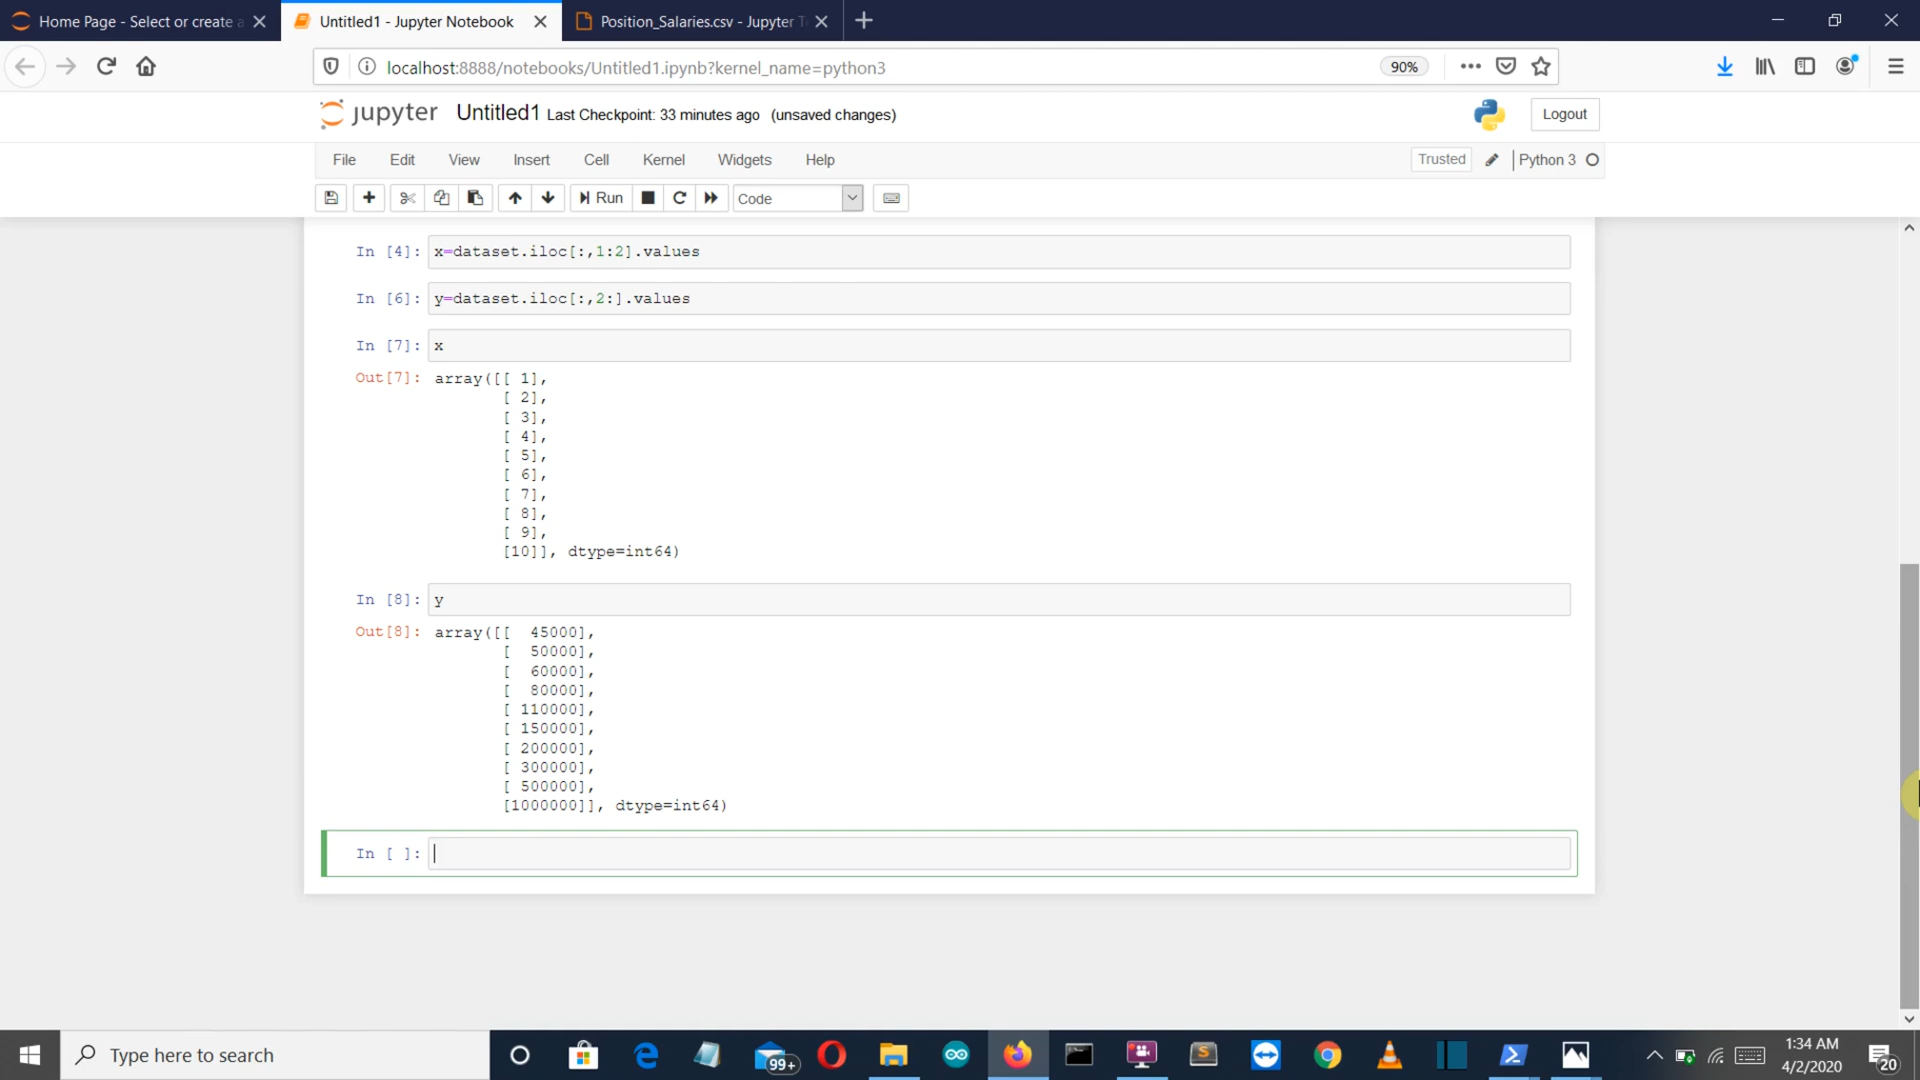 Home Page - Select or create a
Untitled1 - Jupyter Notebook
Position_Salaries.csv - Jupyter T
localhost:8888/notebooks/Untitled1.ipynb?kernel_name=python3
90%
jupyter Untitled1 Last Checkpoint: 33 minutes ago (unsaved changes)
Logout
File Edit View Insert Cell Kernel Widgets Help
Trusted
Python 3
Run
Code
In [4]: x=dataset.iloc[:,1:2].values
In [6]: y=dataset.iloc[:,2:].values
In [7]: x
Out[7]: array([[ 1],
[ 2],
[ 3],
[ 4],
[ 5],
[ 6],
[ 7],
[ 8],
[ 9],
[10]], dtype=int64)
In [8]: y
Out[8]: array([[  45000],
[  50000],
[  60000],
[  80000],
[ 110000],
[ 150000],
[ 200000],
[ 300000],
[ 500000],
[1000000]], dtype=int64)
In [ ]:
Type here to search
99+
1:34 AM
4/2/2020
20